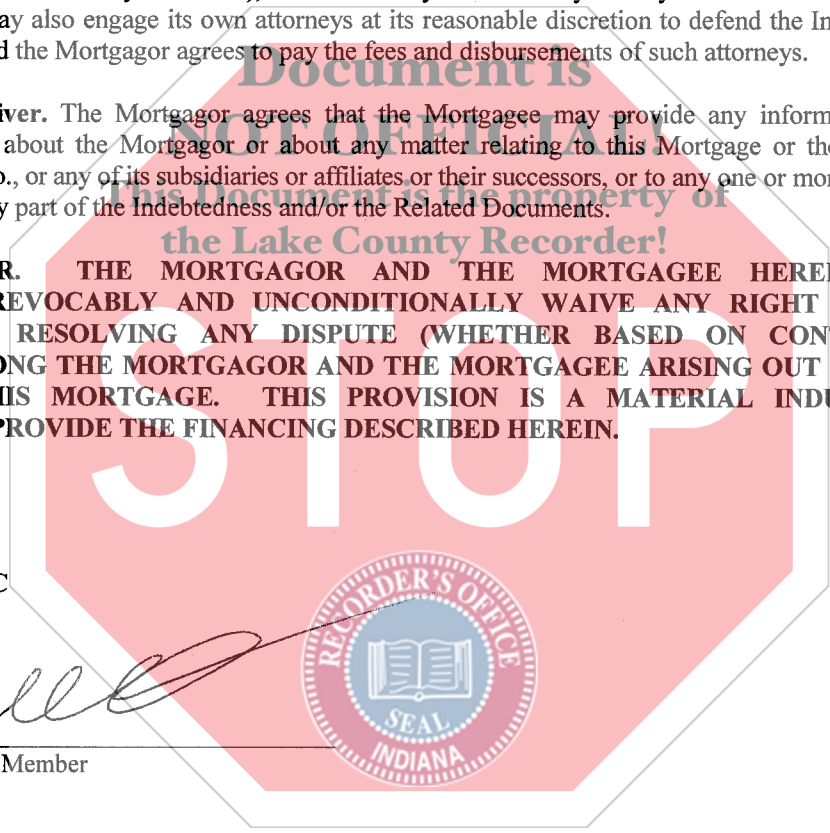 ay also engage its own attorneys at its reasonable discretion to defend the In
d the Mortgagor agrees to pay the fees and disbursements of such attorneys.
Document is
iver. The Mortgagor agrees that the Mortgagee may provide any inform
NOT OFFICIAL!
about the Mortgagor or about any matter relating to this Mortgage or the
o., or any of its subsidiaries or affiliates or their successors, or to any one or mor
This Document is the property of
y part of the Indebtedness and/or the Related Documents.
the Lake County Recorder!
R. THE MORTGAGOR AND THE MORTGAGEE HEREI
REVOCABLY AND UNCONDITIONALLY WAIVE ANY RIGHT
RESOLVING ANY DISPUTE (WHETHER BASED ON CON
ONG THE MORTGAGOR AND THE MORTGAGEE ARISING OUT
HIS MORTGAGE. THIS PROVISION IS A MATERIAL INDU
PROVIDE THE FINANCING DESCRIBED HEREIN.
STOP
C
RECORDER'S OFFICE
SEAL
INDIANA
Member